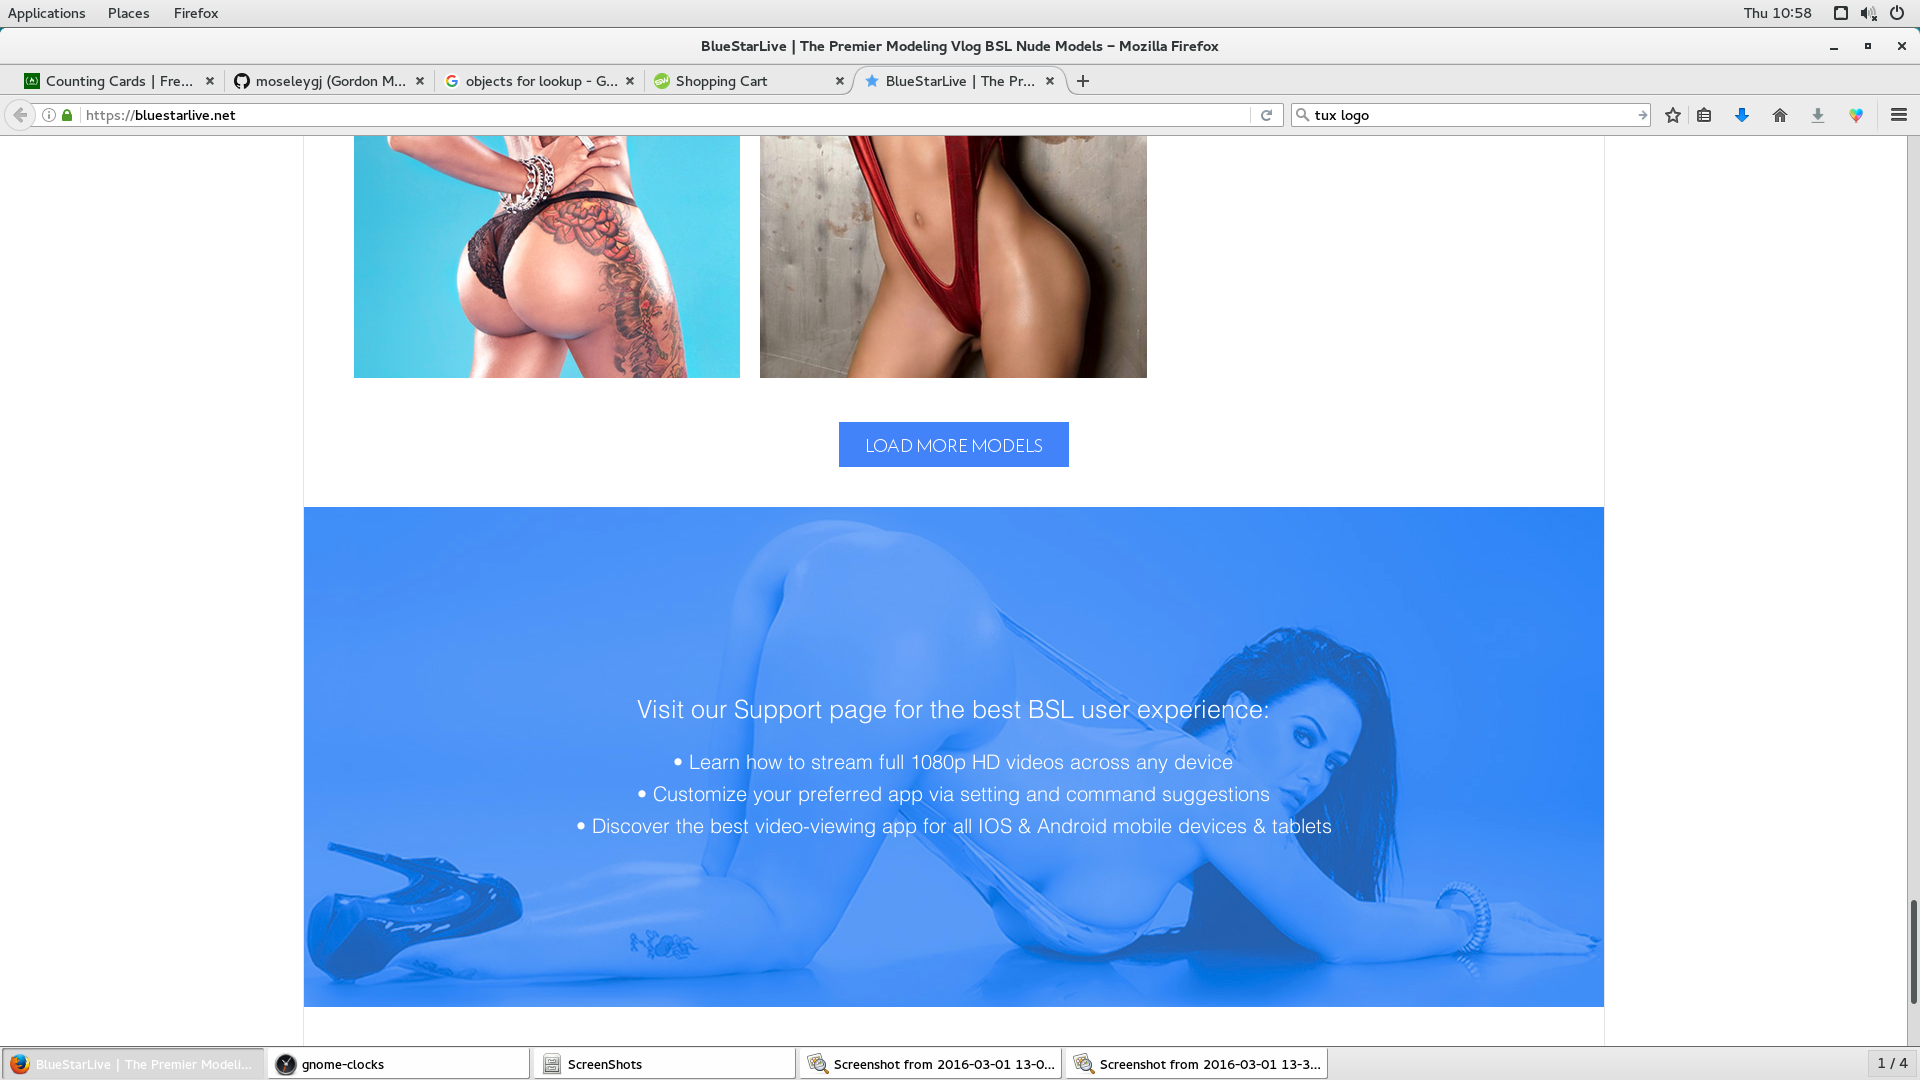 Applications Places Firefox Thu 10:58
BlueStarLive | The Premier Modeling Vlog BSL Nude Models – Mozilla Firefox
Counting Cards | Fre... moseleygj (Gordon M... objects for lookup - G... Shopping Cart BlueStarLive | The Pr...
https://bluestarlive.net tux logo
LOAD MORE MODELS
Visit our Support page for the best BSL user experience:
• Learn how to stream full 1080p HD videos across any device
• Customize your preferred app via setting and command suggestions
• Discover the best video-viewing app for all IOS & Android mobile devices & tablets
BlueStarLive | The Premier Modeli... gnome-clocks ScreenShots Screenshot from 2016-03-01 13-0... Screenshot from 2016-03-01 13-3... 1 / 4